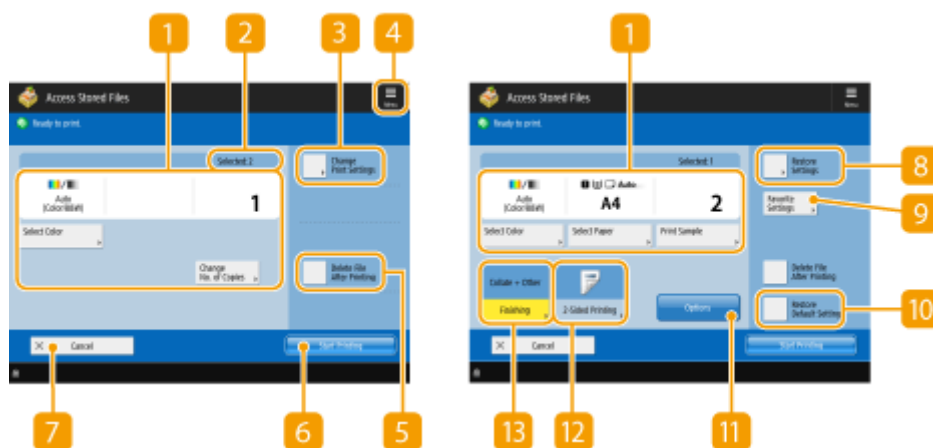 1
2
3
4
1
Access Stored Files
Menu
Ready to print.
Selected: 2
Auto
(Color/B&W)
1
Select Color
Change
No. of Copies
Change
Print Settings
Delete File
After Printing
Cancel
Start Printing
7
6
5
Access Stored Files
Menu
Ready to print.
Selected: 1
Auto
(Color/B&W)
Auto
A4
2
Select Color
Select Paper
Print Sample
Restore
Settings
8
Favorite
Settings
9
Collate + Other
Finishing
2-Sided Printing
Options
Delete File
After Printing
Restore
Default Setting
10
Cancel
Start Printing
13
12
11